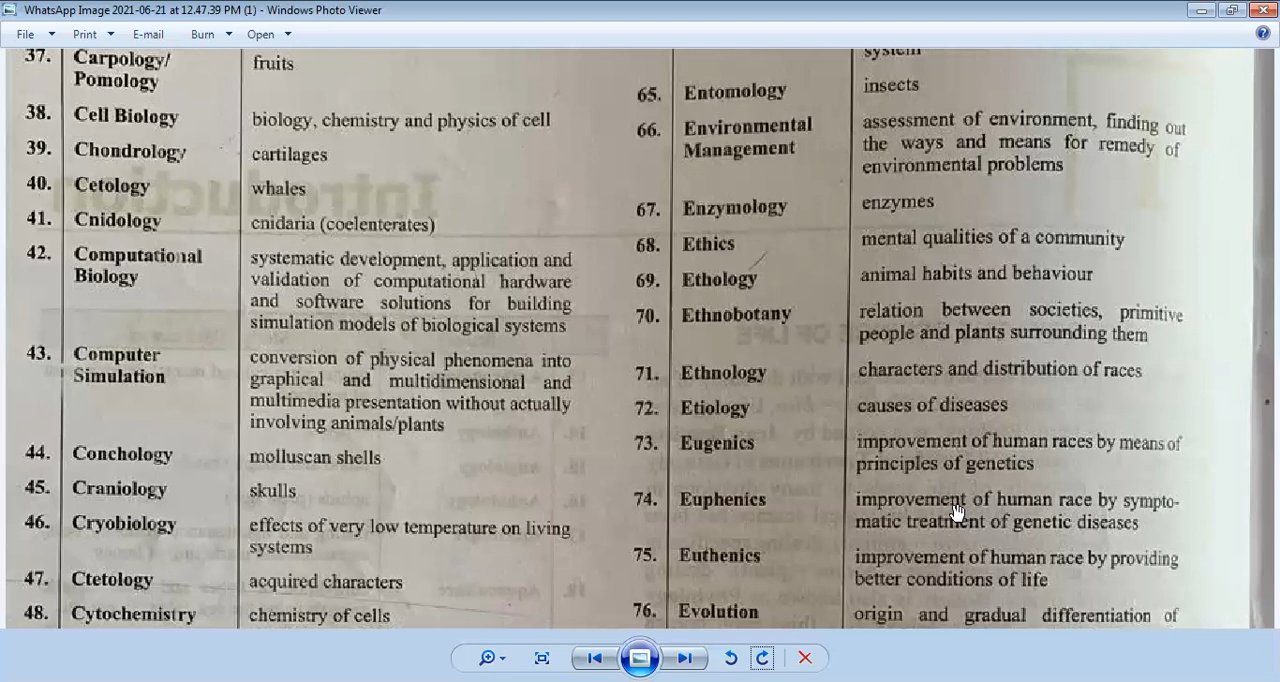 WhatsApp Image 2021-06-21 at 12.47.39 PM (1) - Windows Photo Viewer
File Print E-mail Burn Open
37. Carpology/ fruits
Pomology
38. Cell Biology biology, chemistry and physics of cell
39. Chondrology cartilages
40. Cetology whales
41. Cnidology cnidaria (coelenterates)
42. Computational systematic development, application and
Biology validation of computational hardware
and software solutions for building
simulation models of biological systems
43. Computer conversion of physical phenomena into
Simulation graphical and multidimensional and
multimedia presentation without actually
involving animals/plants
44. Conchology molluscan shells
45. Craniology skulls
46. Cryobiology effects of very low temperature on living
systems
47. Ctetology acquired characters
48. Cytochemistry chemistry of cells
system
65. Entomology insects
66. Environmental assessment of environment, finding out
Management the ways and means for remedy of
environmental problems
67. Enzymology enzymes
68. Ethics mental qualities of a community
69. Ethology animal habits and behaviour
70. Ethnobotany relation between societies, primitive
people and plants surrounding them
71. Ethnology characters and distribution of races
72. Etiology causes of diseases
73. Eugenics improvement of human races by means of
principles of genetics
74. Euphenics improvement of human race by sympto-
matic treatment of genetic diseases
75. Euthenics improvement of human race by providing
better conditions of life
76. Evolution origin and gradual differentiation of